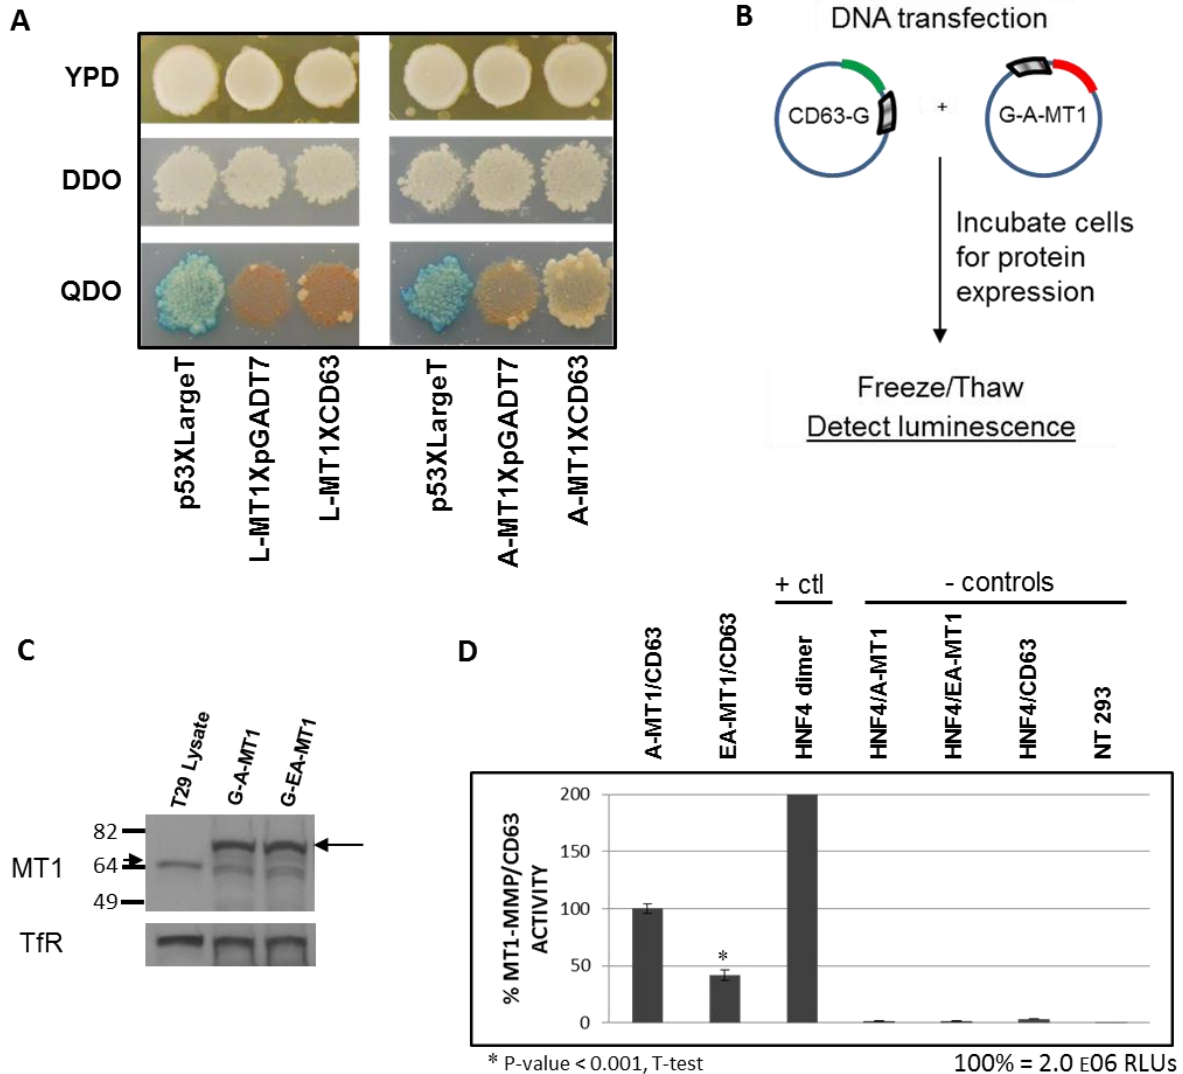 A
YPD
DDO
QDO
p53XLargeT
L-MT1XpGADT7
L-MT1XCD63
p53XLargeT
A-MT1XpGADT7
A-MT1XCD63
B
DNA transfection
CD63-G
+
G-A-MT1
Incubate cells
for protein
expression
Freeze/Thaw
Detect luminescence
C
T29 Lysate
G-A-MT1
G-EA-MT1
82
64
49
MT1
TfR
D
+ ctl
- controls
A-MT1/CD63
EA-MT1/CD63
HNF4 dimer
HNF4/A-MT1
HNF4/EA-MT1
HNF4/CD63
NT 293
% MT1-MMP/CD63
ACTIVITY
200
150
100
50
0
*
* P-value < 0.001, T-test
100% = 2.0 E06 RLUs